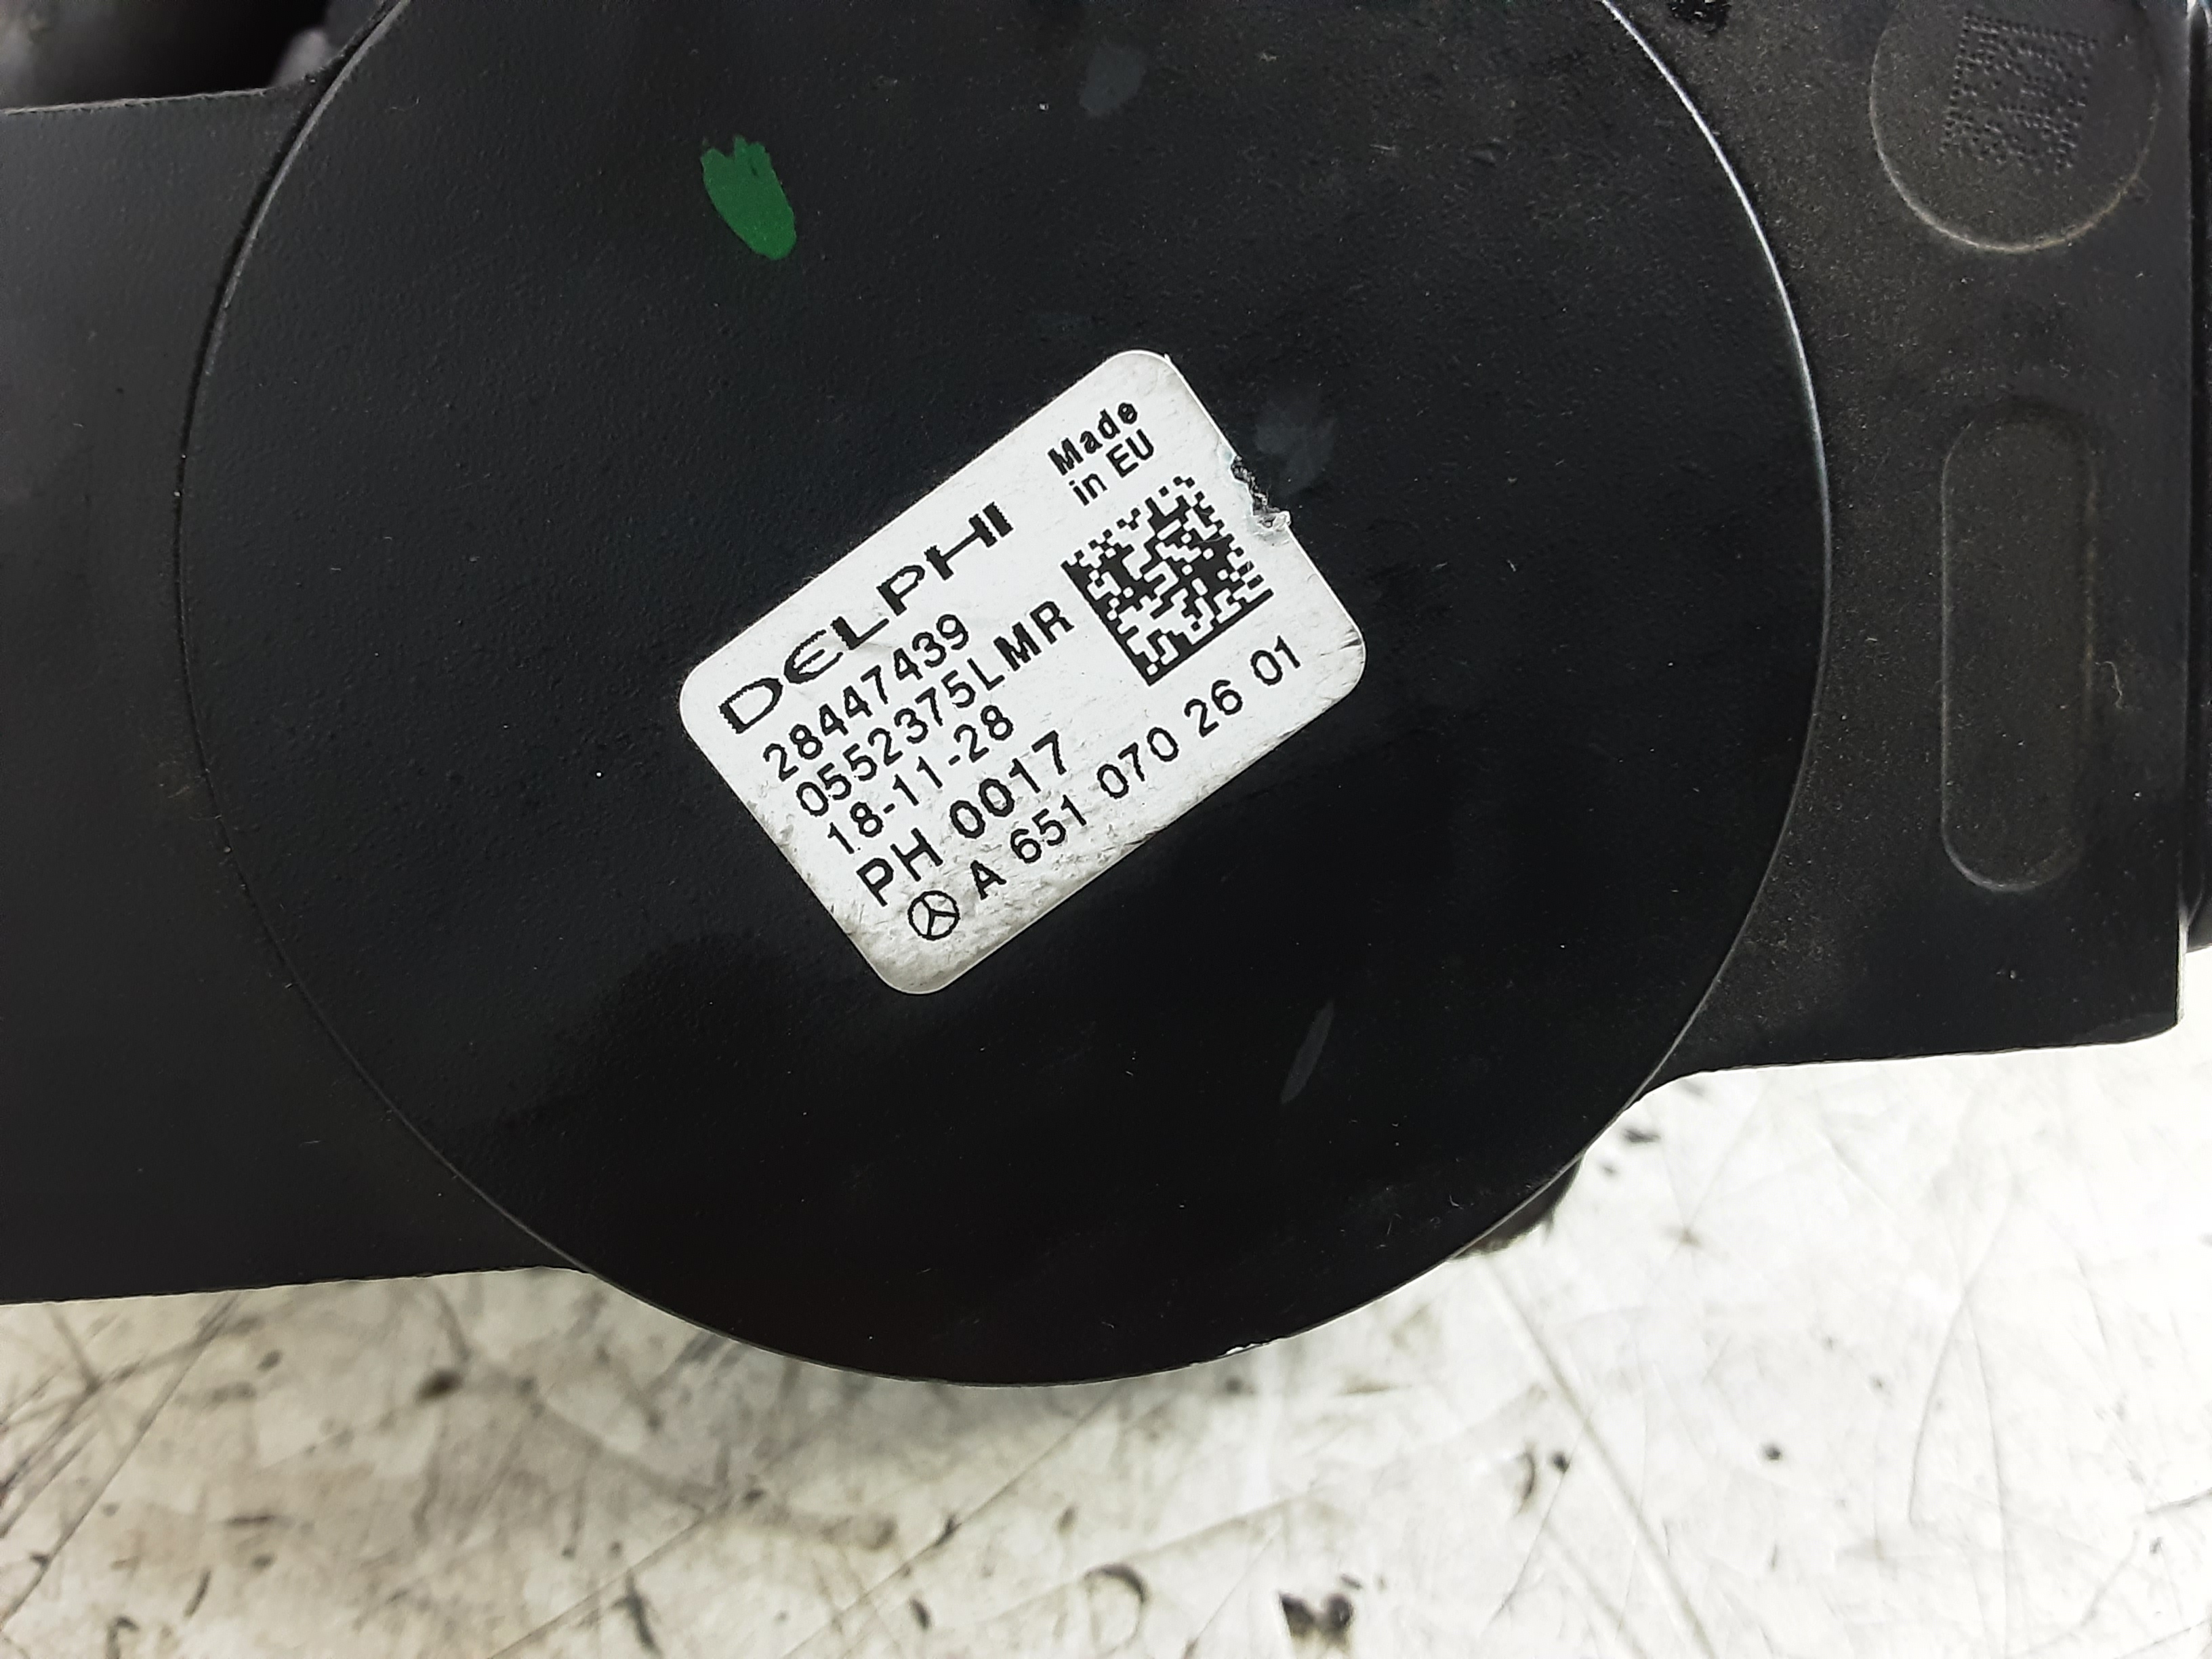 DELPHI
Made
in EU
28447439
0552375LMR
18-11-28
PH 0017
A 651 070 26 01